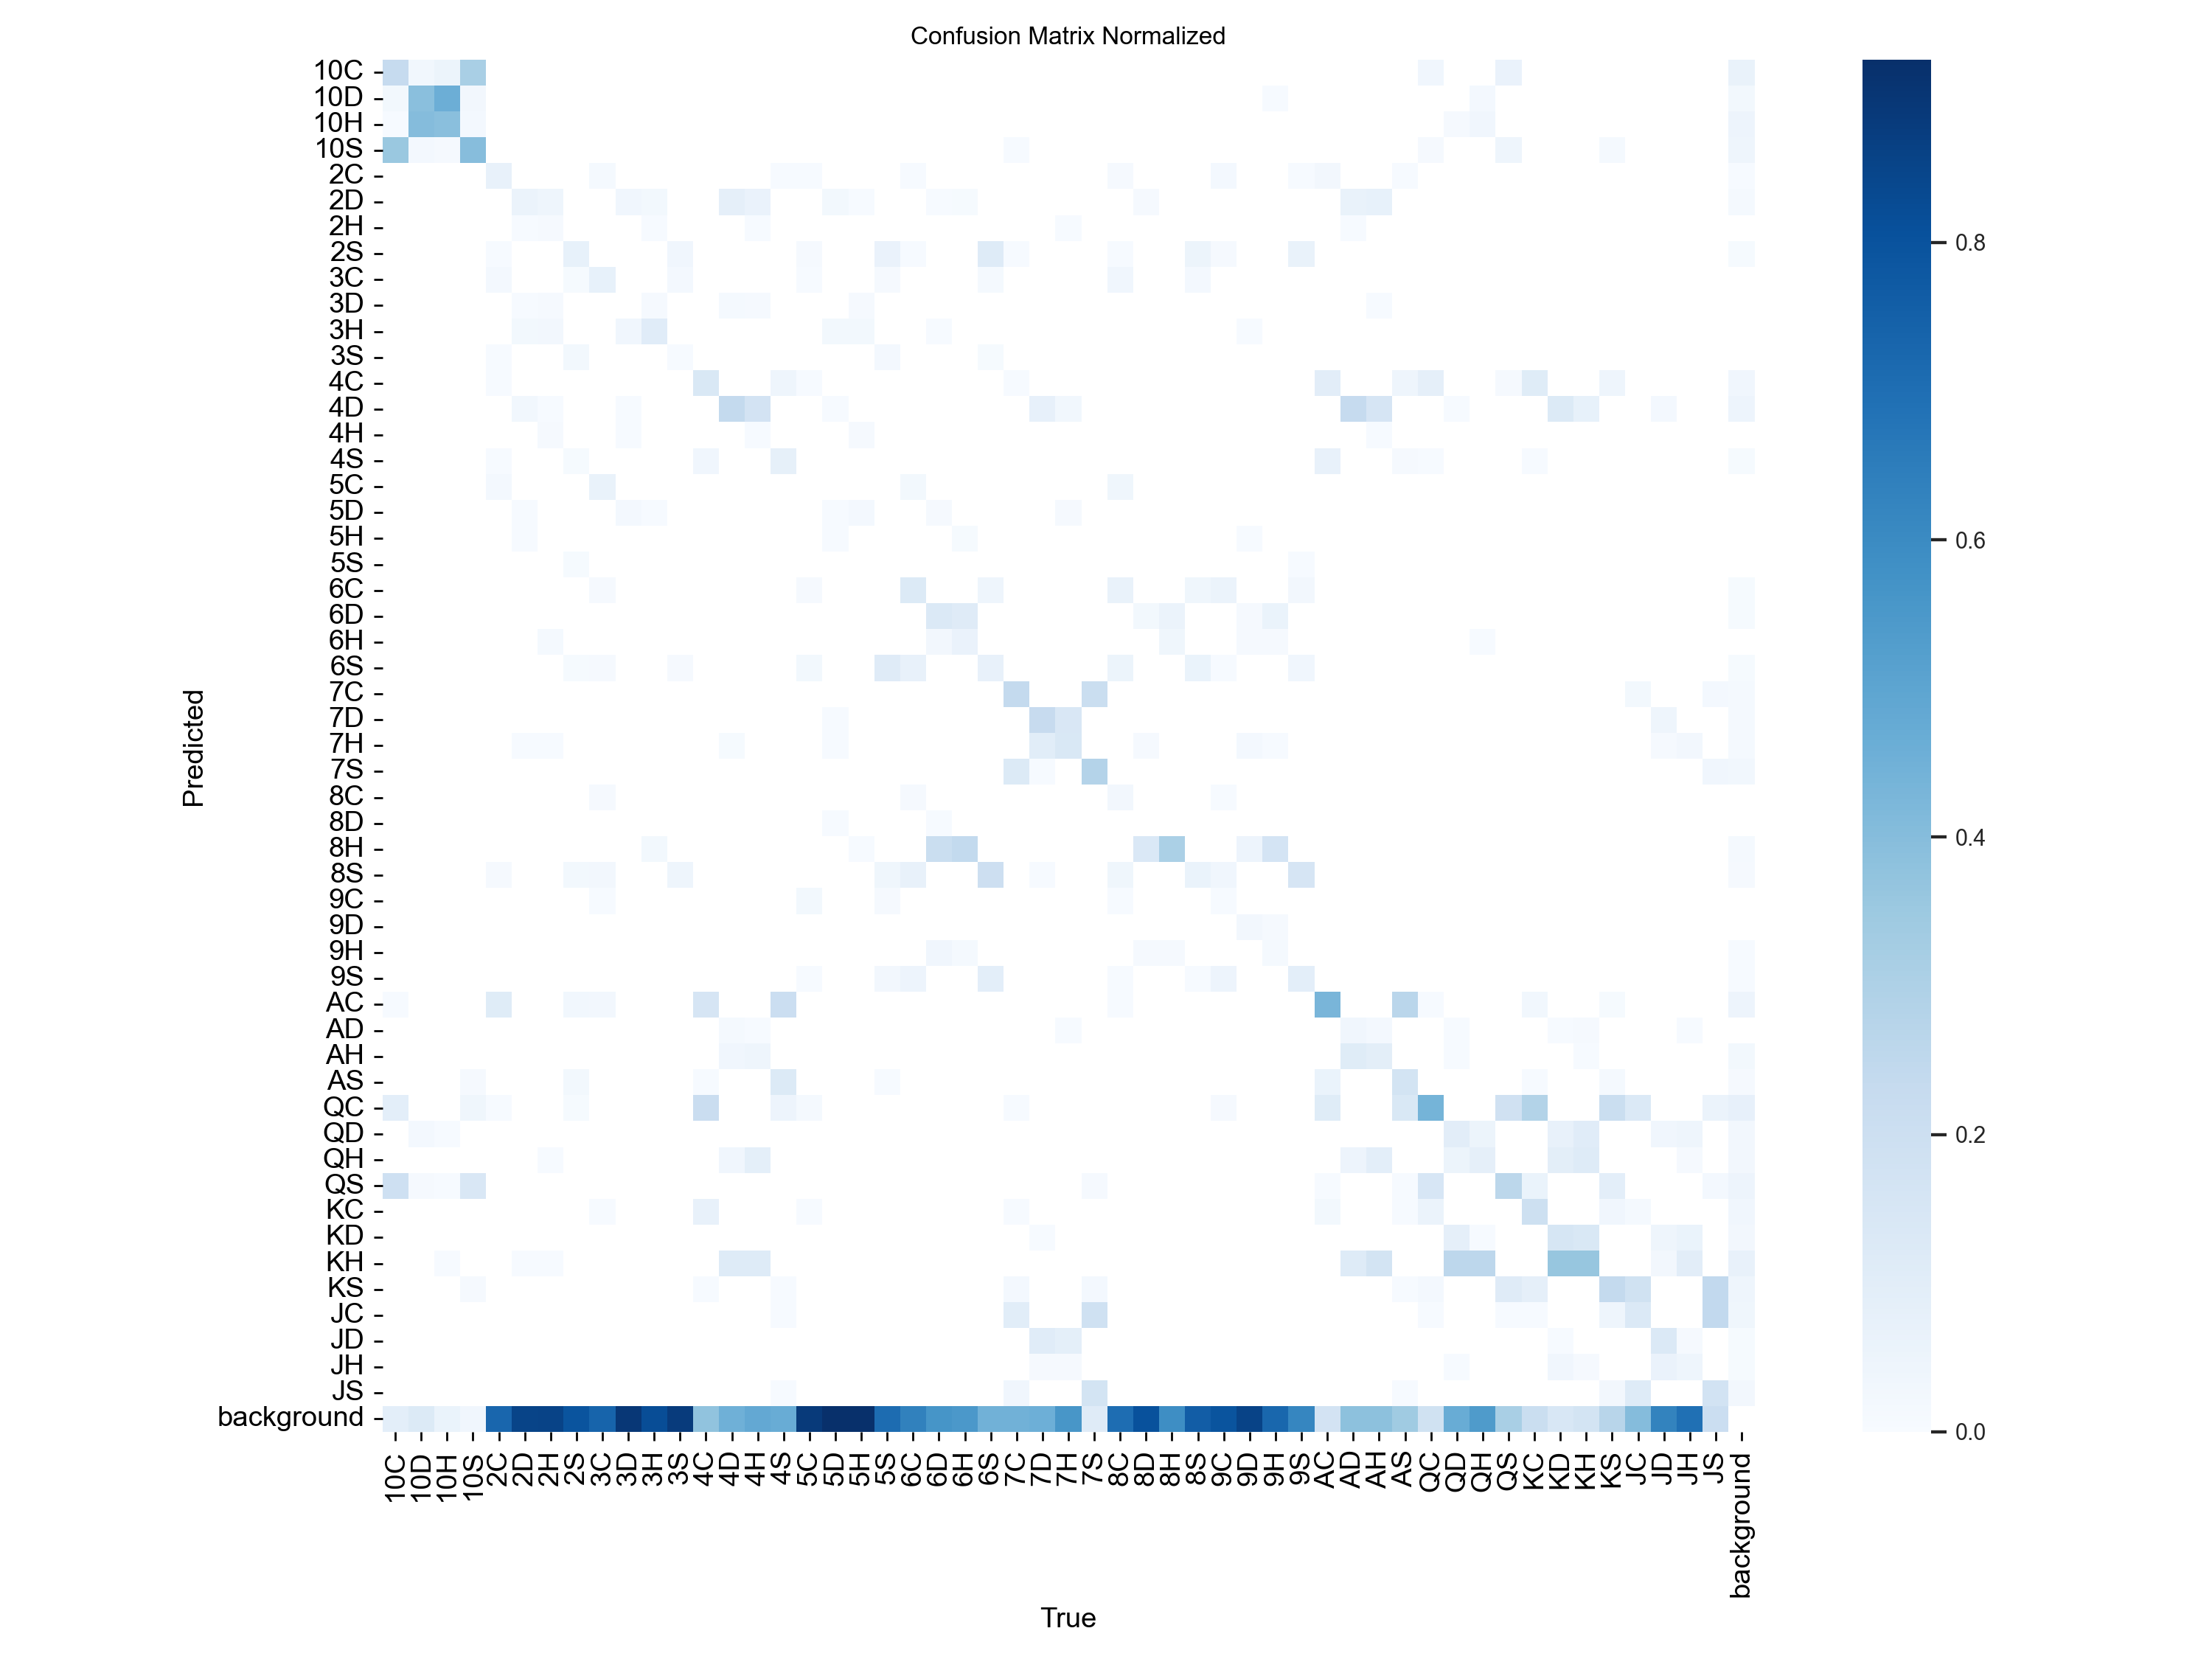 Confusion Matrix Normalized
10C
10D
10H
10S
2C
2D
2H
2S
3C
3D
3H
3S
4C
4D
4H
4S
5C
5D
5H
5S
6C
6D
6H
6S
7C
7D
7H
7S
8C
8D
8H
8S
9C
9D
9H
9S
AC
AD
AH
AS
QC
QD
QH
QS
KC
KD
KH
KS
JC
JD
JH
JS
background
Predicted
10C 10D 10H 10S 2C 2D 2H 2S 3C 3D 3H 3S 4C 4D 4H 4S 5C 5D 5H 5S 6C 6D 6H 6S 7C 7D 7H 7S 8C 8D 8H 8S 9C 9D 9H 9S AC AD AH AS QC QD QH QS KC KD KH KS JC JD JH JS background
True
0.8
0.6
0.4
0.2
0.0